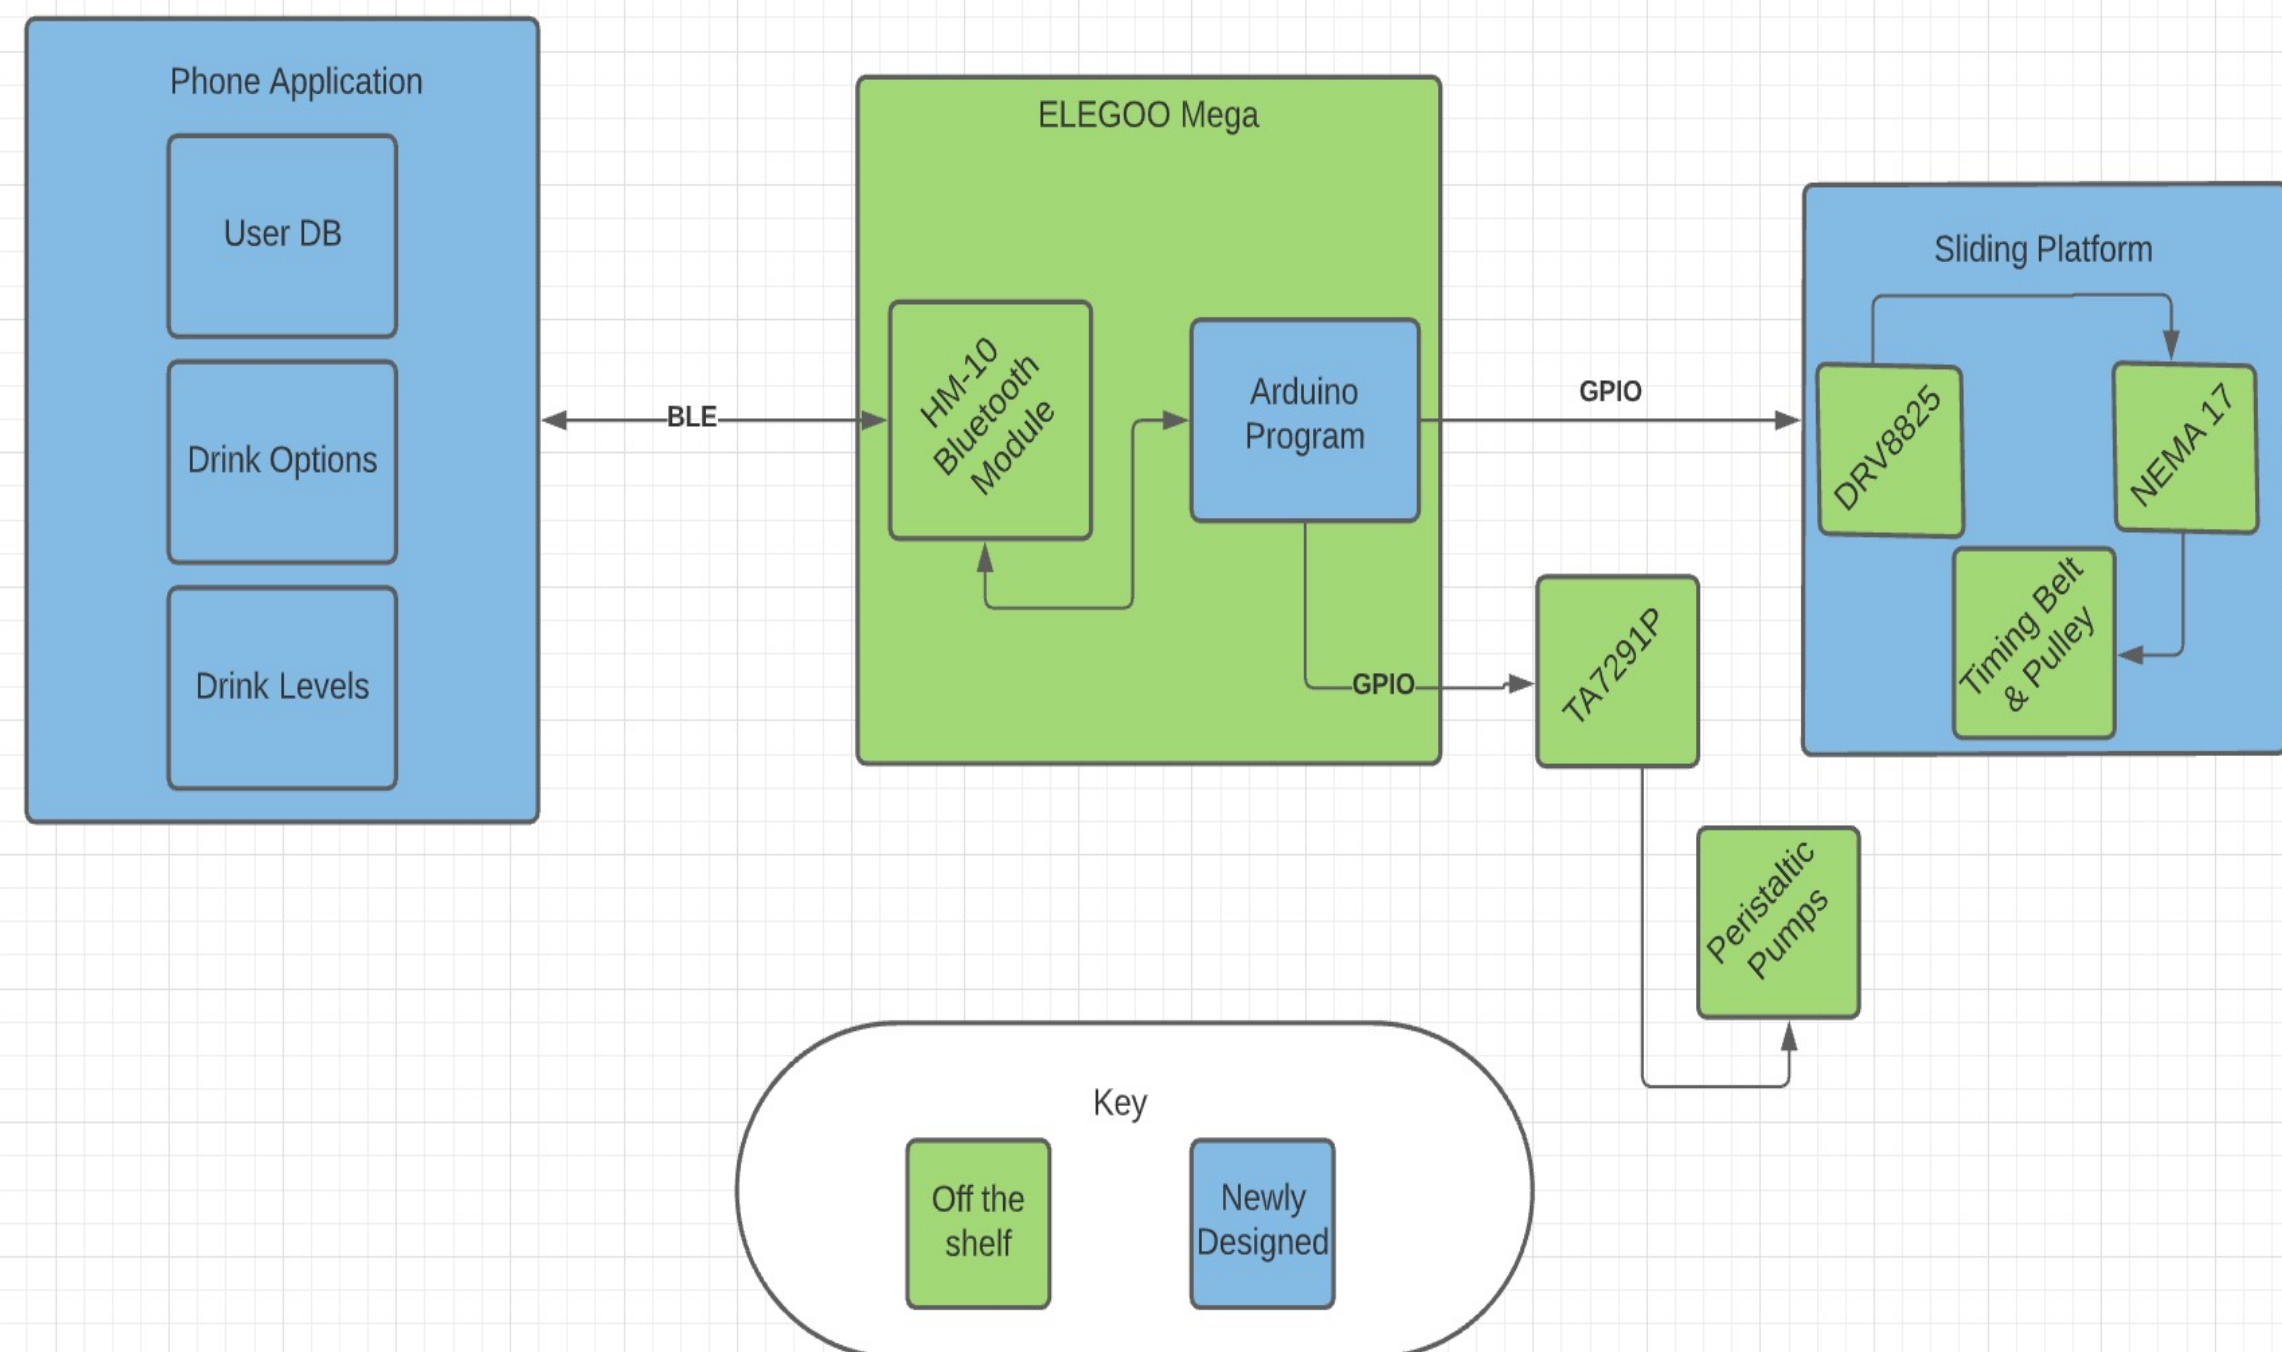 Phone Application
User DB
Drink Options
Drink Levels
BLE
ELEGOO Mega
HM-10
Bluetooth
Module
Arduino
Program
GPIO
GPIO
TA7291P
Peristaltic
Pumps
Sliding Platform
DRV8825
NEMA 17
Timing Belt
& Pulley
Key
Off the
shelf
Newly
Designed